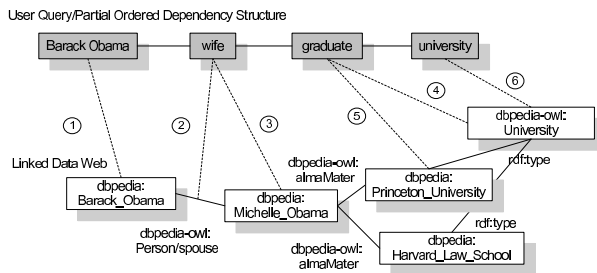 User Query/Partial Ordered Dependency Structure
Barack Obama
wife
graduate
university
6
4
5
1
2
3
dbpedia-owl:
University
Linked Data Web
dbpedia-owl:
almaMater
rdf:type
dbpedia:
Barack_Obama
dbpedia:
Princeton_University
dbpedia:
Michelle_Obama
dbpedia-owl:
Person/spouse
rdf:type
dbpedia-owl:
almaMater
dbpedia:
Harvard_Law_School